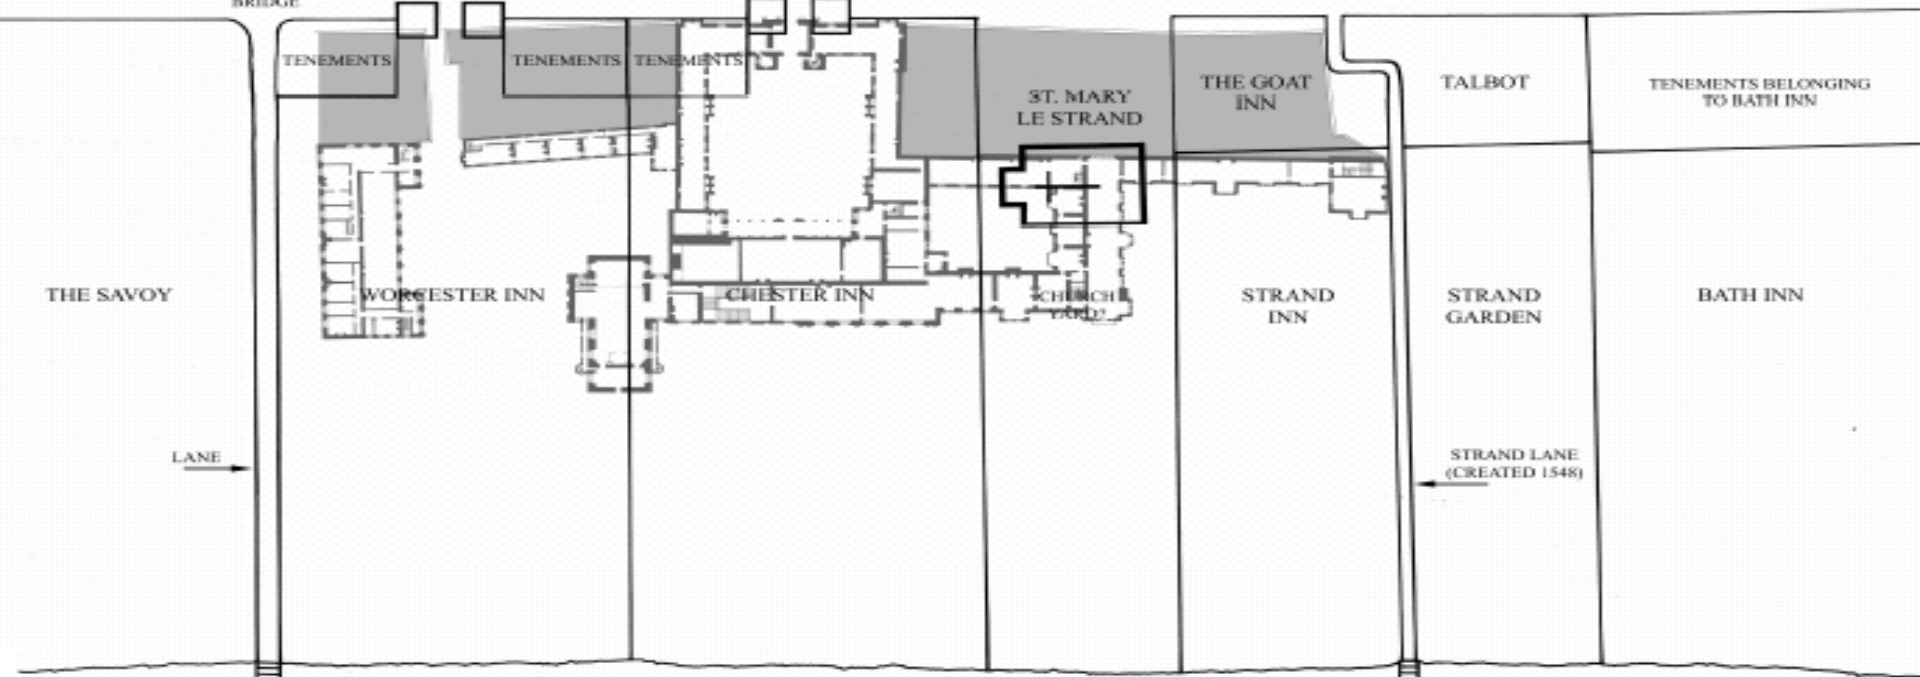 BRIDGE
TENEMENTS
TENEMENTS
TENEMENTS
ST. MARY
LE STRAND
THE GOAT
INN
TALBOT
TENEMENTS BELONGING
TO BATH INN
THE SAVOY
WORCESTER INN
CHESTER INN
CHURCH
YARD?
STRAND
INN
STRAND
GARDEN
BATH INN
LANE
STRAND LANE
(CREATED 1548)